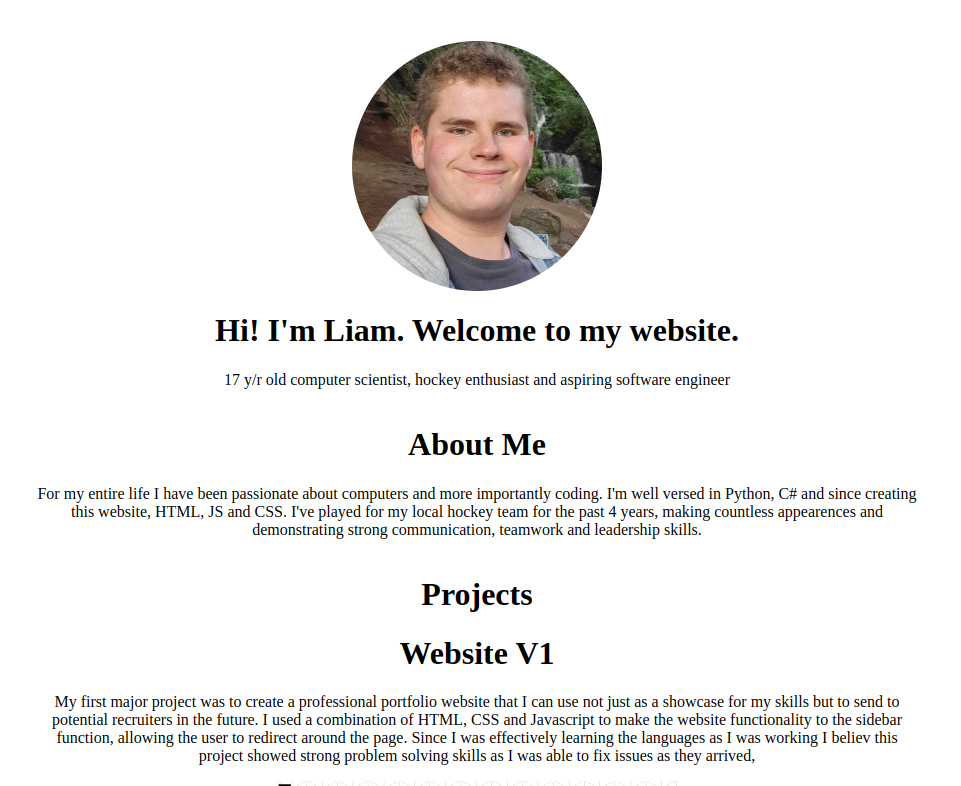 Hi! I'm Liam. Welcome to my website.
17 y/r old computer scientist, hockey enthusiast and aspiring software engineer
About Me
For my entire life I have been passionate about computers and more importantly coding. I'm well versed in Python, C# and since creating
this website, HTML, JS and CSS. I've played for my local hockey team for the past 4 years, making countless appearences and
demonstrating strong communication, teamwork and leadership skills.
Projects
Website V1
My first major project was to create a professional portfolio website that I can use not just as a showcase for my skills but to send to
potential recruiters in the future. I used a combination of HTML, CSS and Javascript to make the website functionality to the sidebar
function, allowing the user to redirect around the page. Since I was effectively learning the languages as I was working I believ this
project showed strong problem solving skills as I was able to fix issues as they arrived,